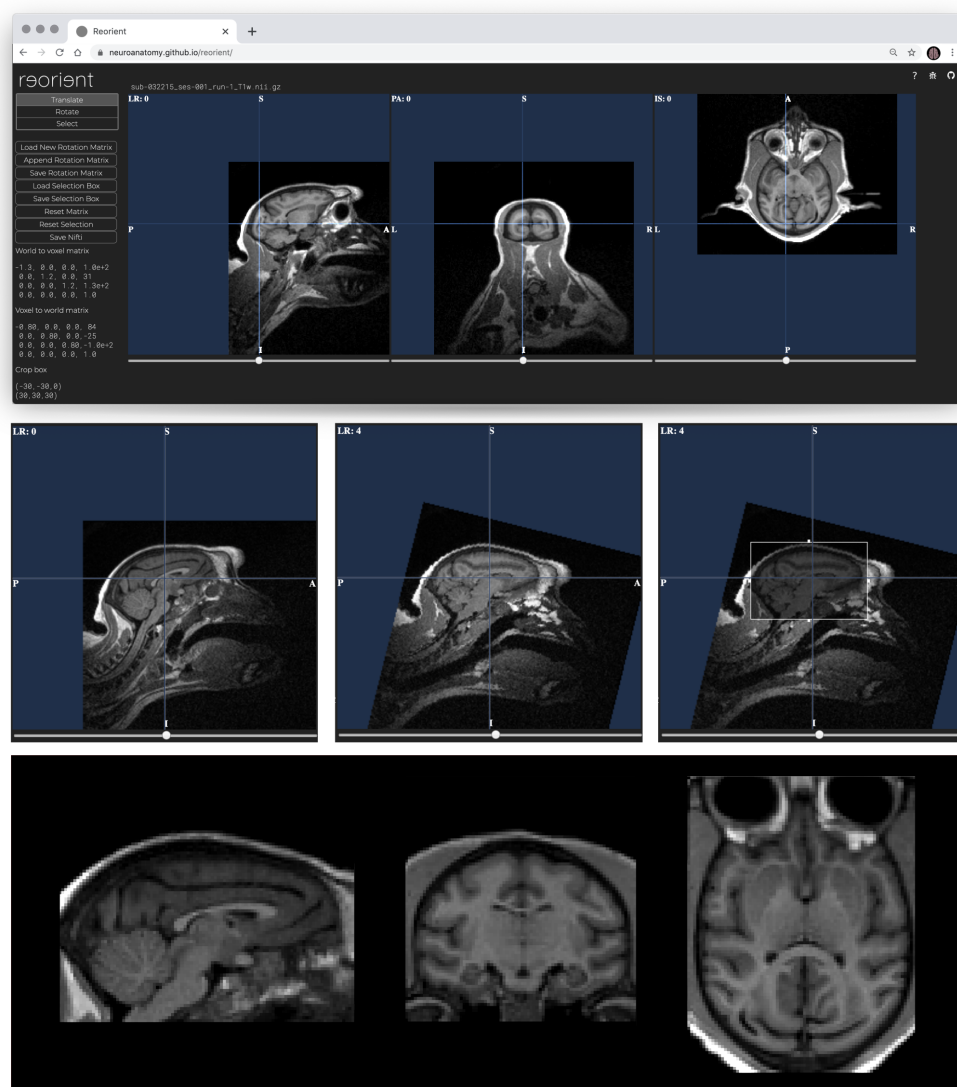 Reorient
neuroanatomy.github.io/reorient/
reorient
sub-032215_ses-001_run-1_T1w.nii.gz
?
Translate
Rotate
Select
Load New Rotation Matrix
Append Rotation Matrix
Save Rotation Matrix
Load Selection Box
Save Selection Box
Reset Matrix
Reset Selection
Save Nifti
World to voxel matrix
-1.3, 0.0, 0.0, 1.0e+2
0.0, 1.2, 0.0, 31
0.0, 0.0, 1.2, 1.3e+2
0.0, 0.0, 0.0, 1.0
Voxel to world matrix
-0.80, 0.0, 0.0, 84
0.0, 0.80, 0.0,-25
0.0, 0.0, 0.80,-1.0e+2
0.0, 0.0, 0.0, 1.0
Crop box
(-30,-30,0)
(30,30,30)
LR: 0 S
P A
I
PA: 0 S
L R
I
IS: 0 A
L R
P
LR: 0 S
P A
I
LR: 4 S
P A
I
LR: 4 S
P
I